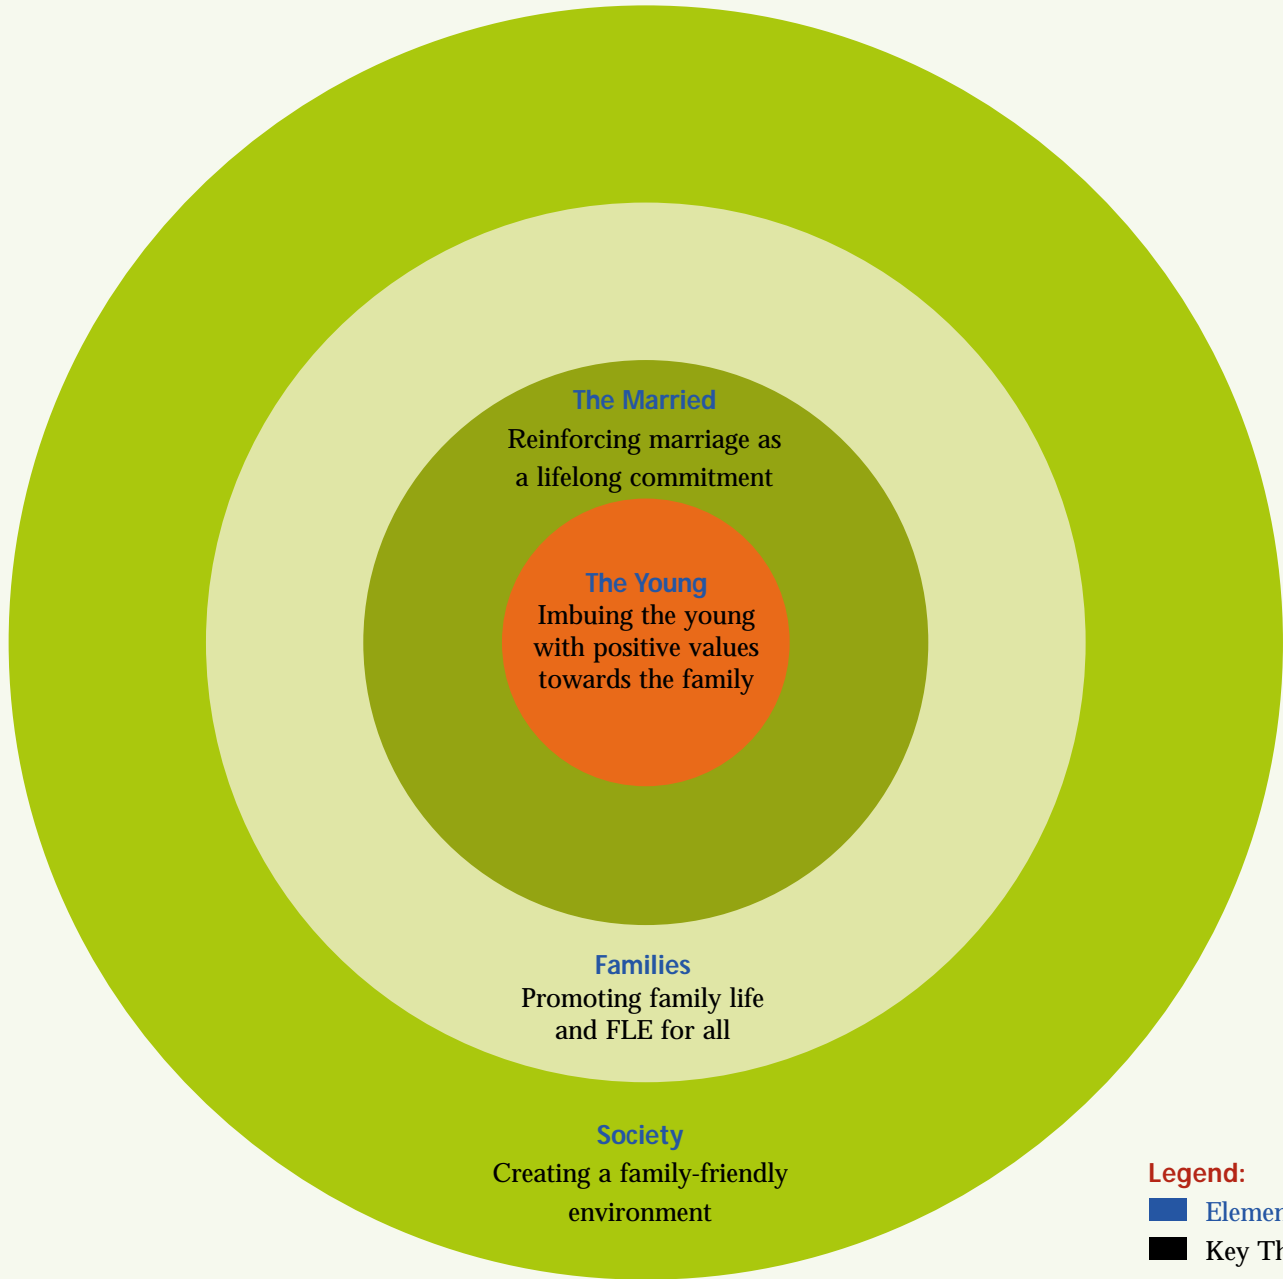 The Married
Reinforcing marriage as
a lifelong commitment
The Young
Imbuing the young
with positive values
towards the family
Families
Promoting family life
and FLE for all
Society
Creating a family-friendly
environment
Legend:
Key